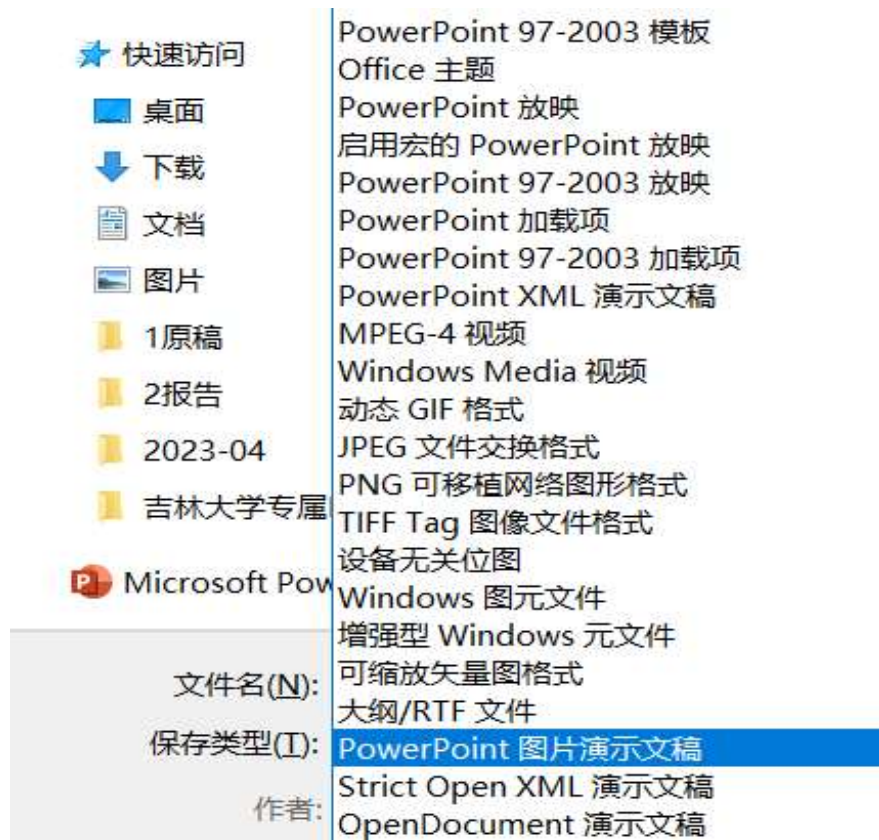 快速访问
桌面
下载
文档
图片
1原稿
2报告
2023-04
吉林大学专属
Microsoft Pow
PowerPoint 97-2003 模板
Office 主题
PowerPoint 放映
启用宏的 PowerPoint 放映
PowerPoint 97-2003 放映
PowerPoint 加载项
PowerPoint 97-2003 加载项
PowerPoint XML 演示文稿
MPEG-4 视频
Windows Media 视频
动态 GIF 格式
JPEG 文件交换格式
PNG 可移植网络图形格式
TIFF Tag 图像文件格式
设备无关位图
Windows 图元文件
增强型 Windows 元文件
可缩放矢量图格式
大纲/RTF 文件
PowerPoint 图片演示文稿
Strict Open XML 演示文稿
OpenDocument 演示文稿
文件名(N):
保存类型(T):
作者: